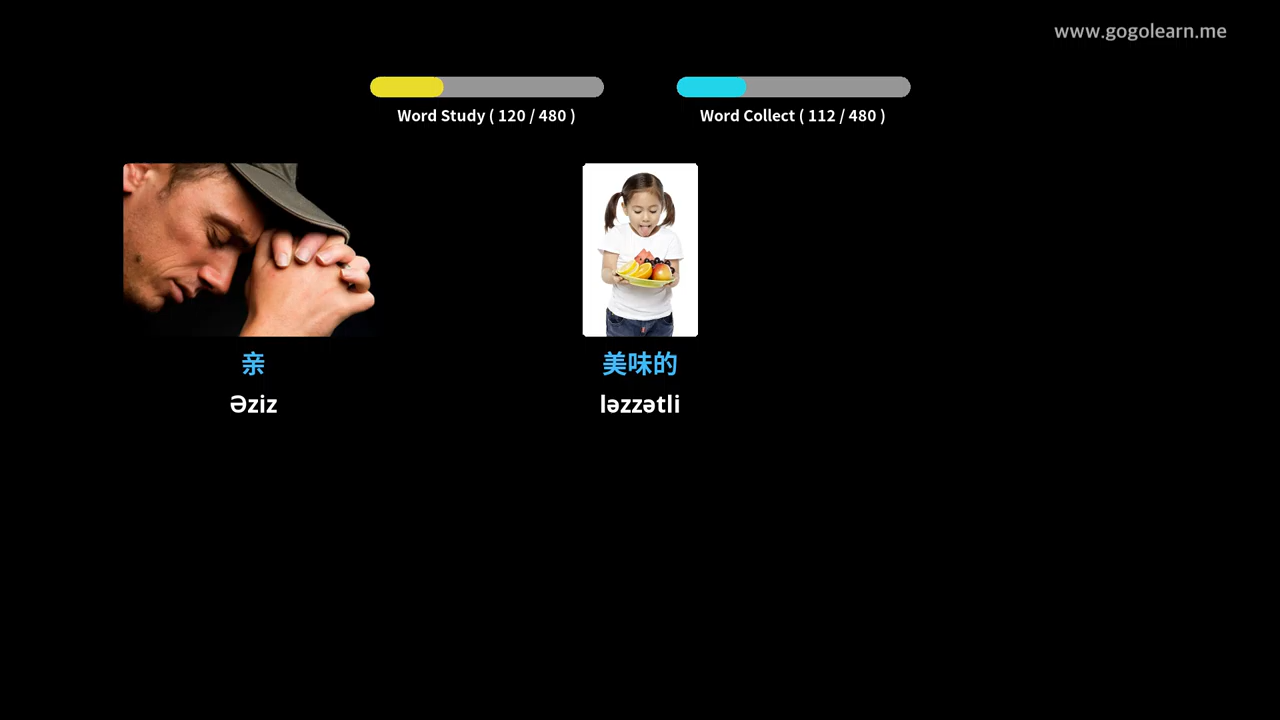 www.gogolearn.me
Word Study ( 120 / 480 )
Word Collect ( 112 / 480 )
亲
美味的
Əziz
ləzzətli